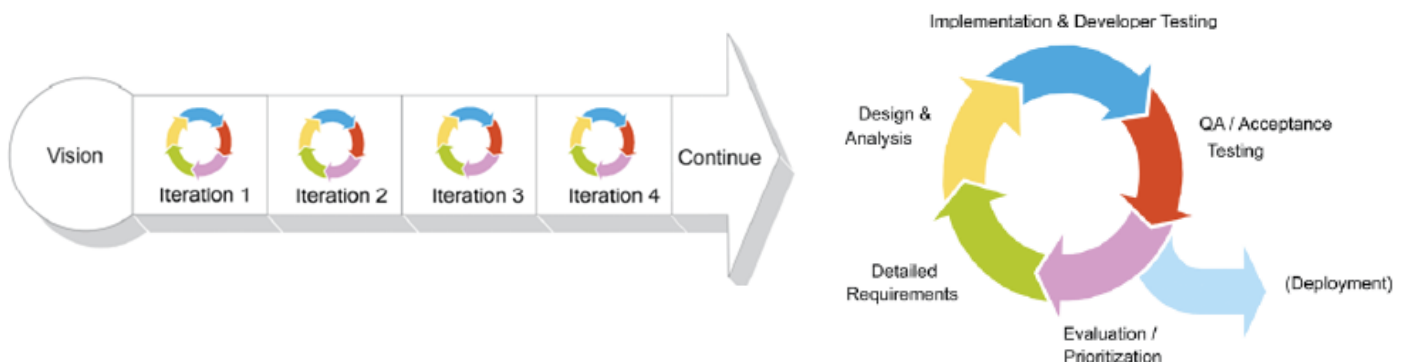 Vision
Iteration 1
Iteration 2
Iteration 3
Iteration 4
Continue
Implementation & Developer Testing
Design &
Analysis
QA / Acceptance
Testing
Detailed
Requirements
(Deployment)
Evaluation /
Prioritization